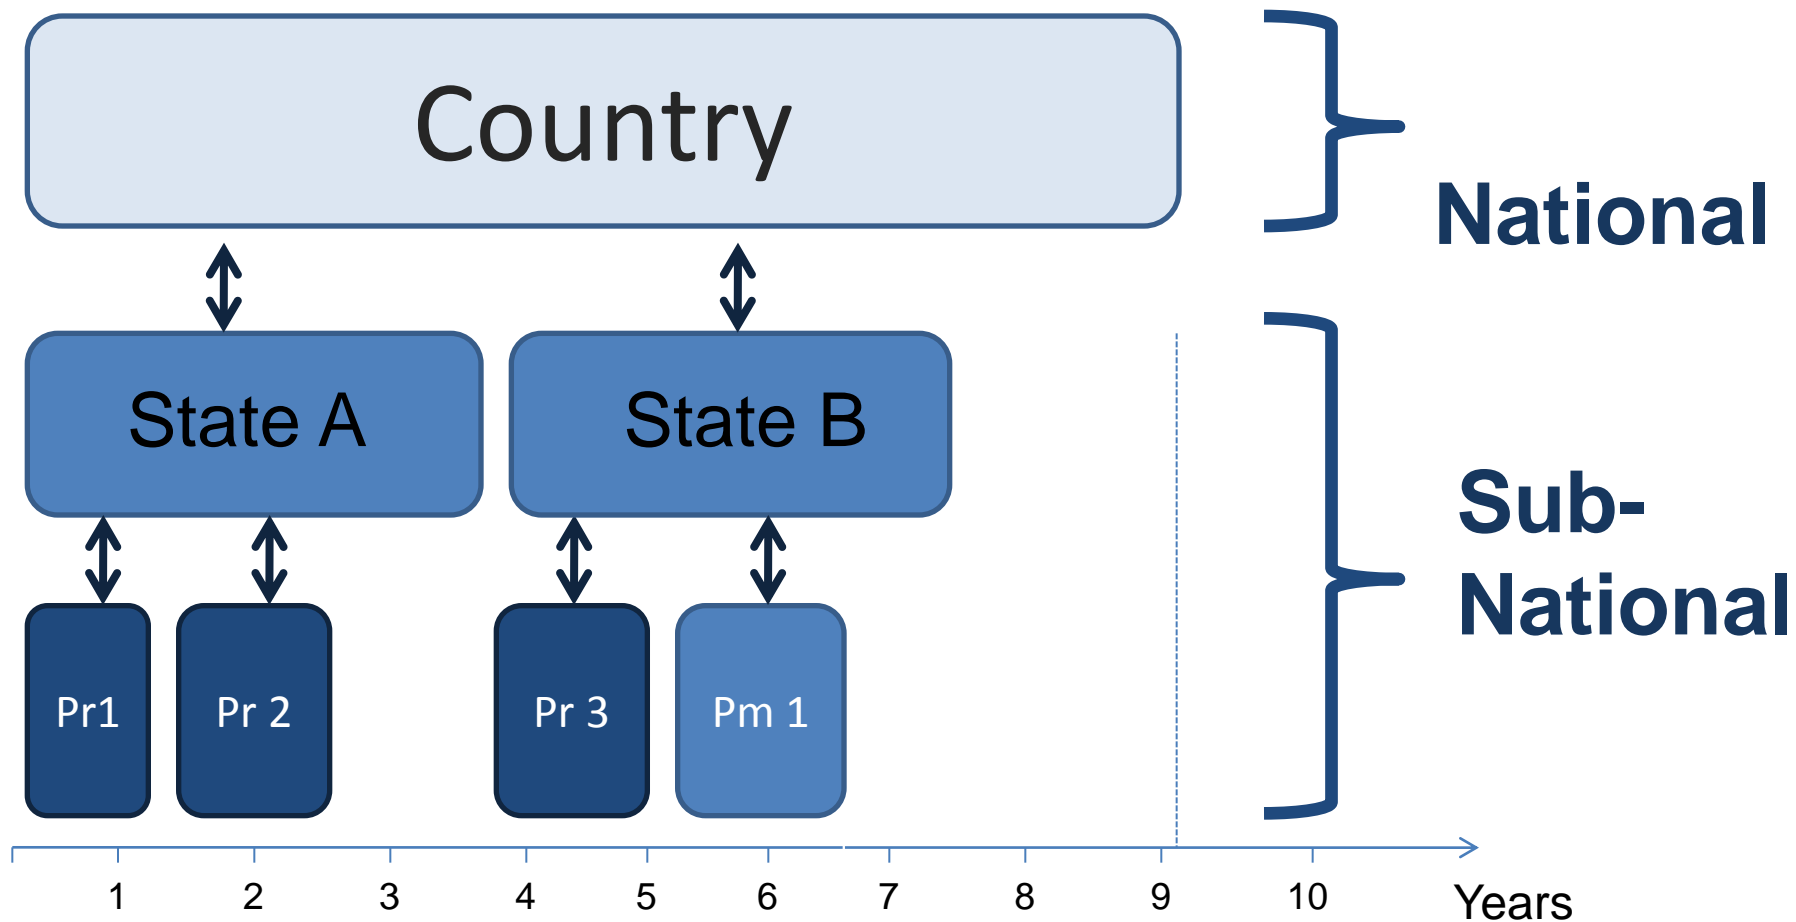 Country
National
State A
State B
Sub-
National
Pr1
Pr 2
Pr 3
Pm 1
1
2
3
4
5
6
7
8
9
10
Years